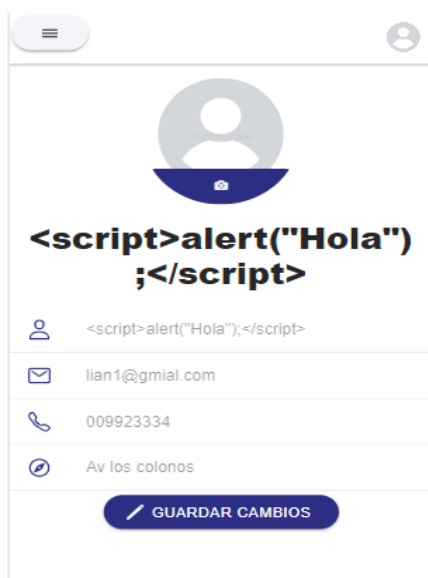 <script>alert("Hola")
;</script>
<script>alert("Hola");</script>
lian1@gmial.com
009923334
Av los colonos
GUARDAR CAMBIOS